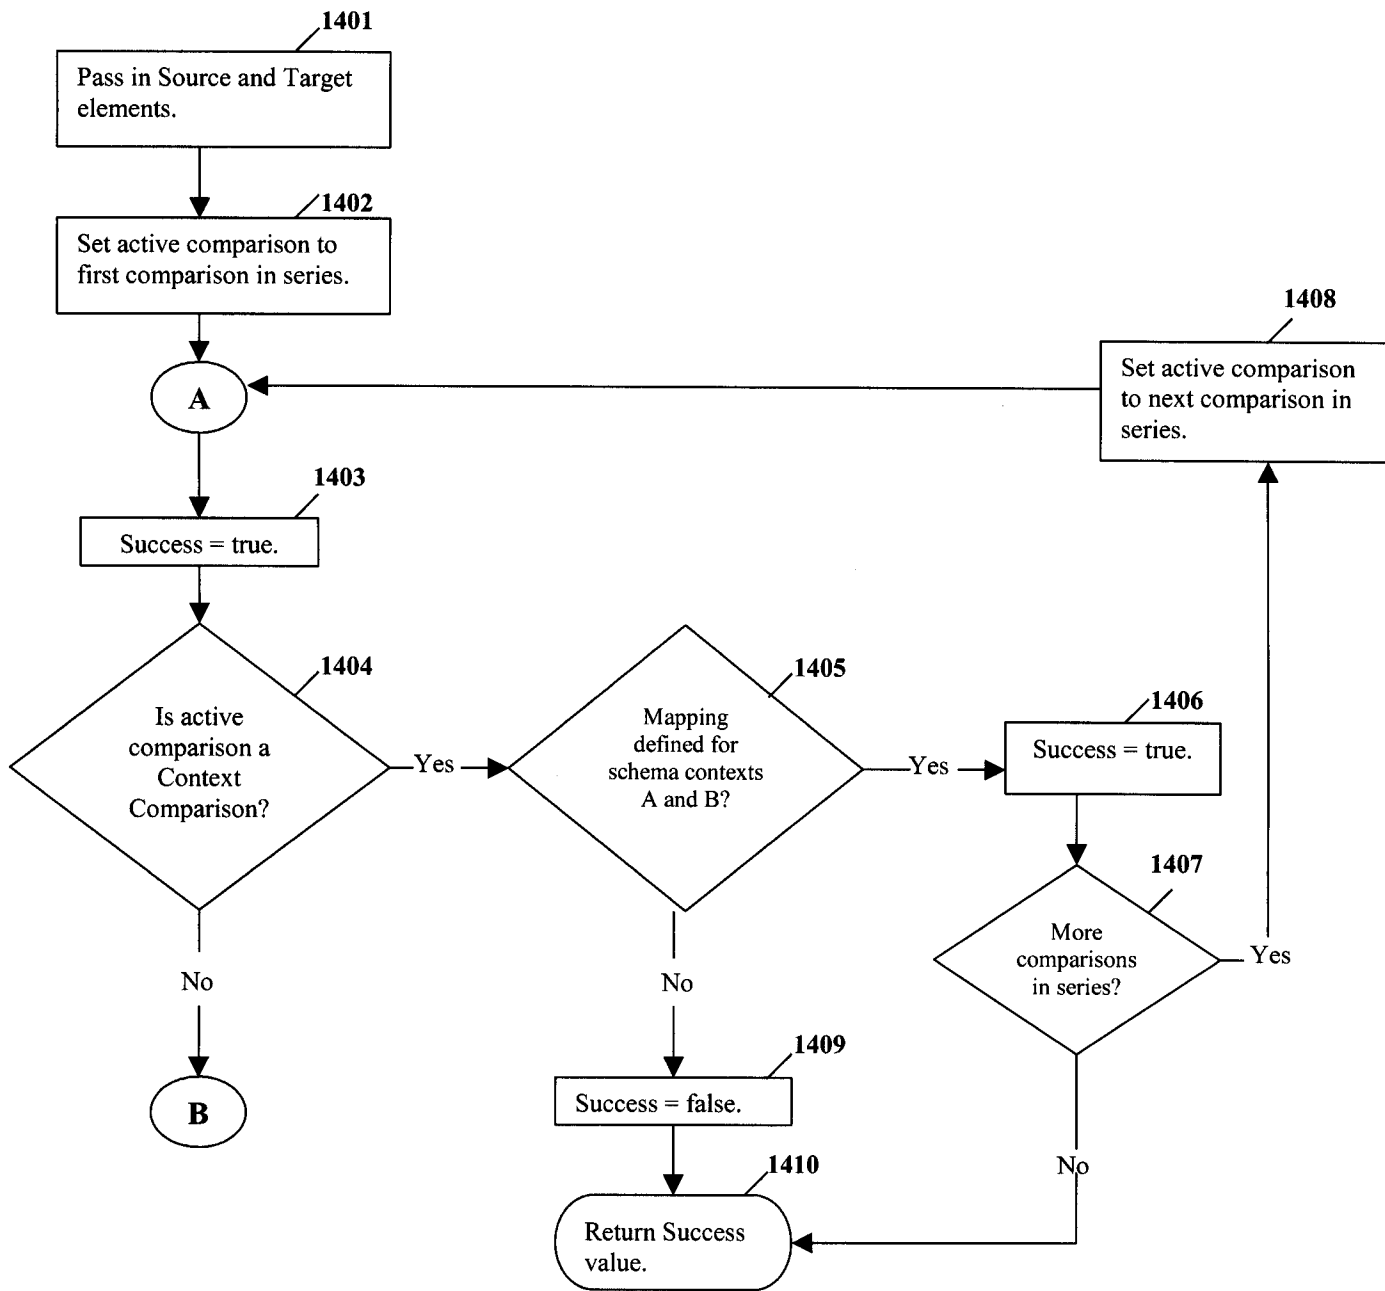 1401
Pass in Source and Target
elements.
1402
Set active comparison to
first comparison in series.
1408
Set active comparison
to next comparison in
series.
A
1403
Success = true.
1404
Is active
comparison a
Context
Comparison?
Yes
1405
Mapping
defined for
schema contexts
A and B?
Yes
1406
Success = true.
1407
More
comparisons
in series?
Yes
No
No
1409
Success = false.
B
1410
No
Return Success
value.